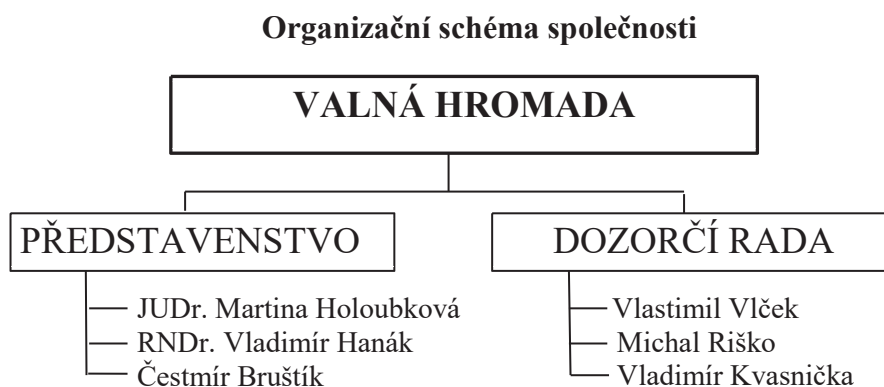 Organizační schéma společnosti
VALNÁ HROMADA
PŘEDSTAVENSTVO
JUDr. Martina Holoubková
RNDr. Vladimír Hanák
Čestmír Bruštík
DOZORČÍ RADA
Vlastimil Vlček
Michal Riško
Vladimír Kvasnička